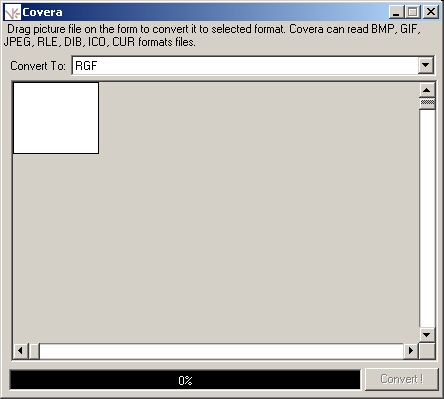 Covera
Drag picture file on the form to convert it to selected format. Covera can read BMP, GIF,
JPEG, RLE, DIB, ICO, CUR formats files.
Convert To: RGF
0%
Convert !